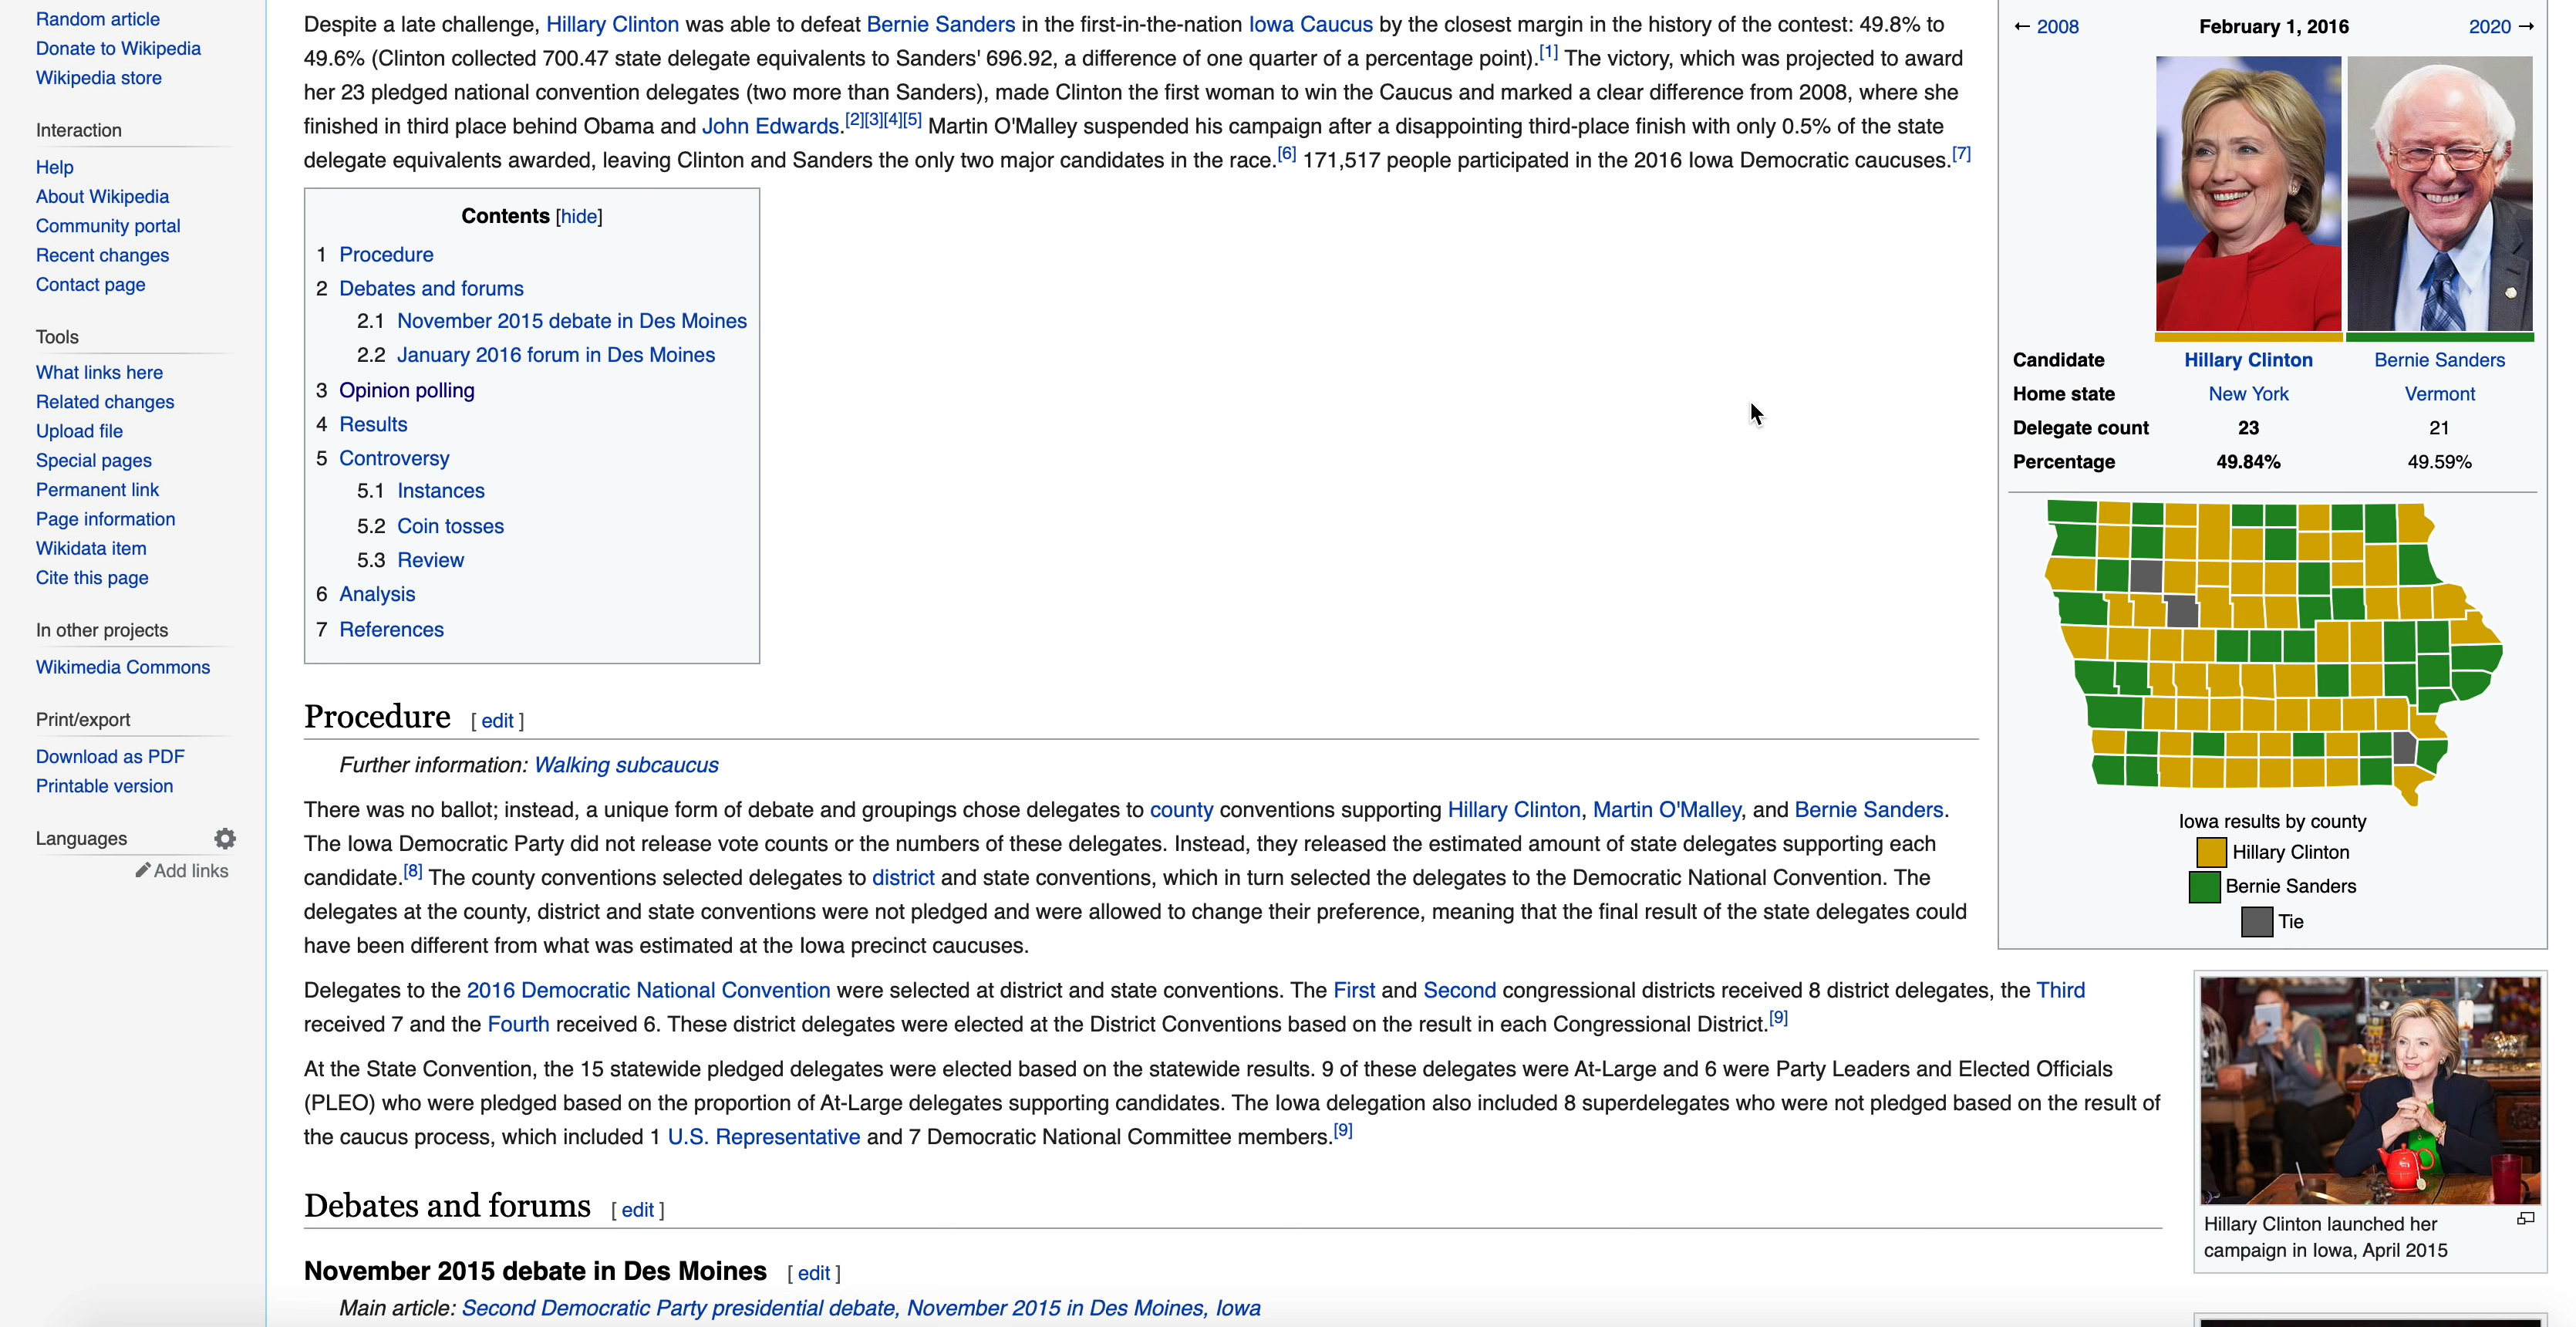 Random article
Donate to Wikipedia
Wikipedia store
Interaction
Help
About Wikipedia
Community portal
Recent changes
Contact page
Tools
What links here
Related changes
Upload file
Special pages
Permanent link
Page information
Wikidata item
Cite this page
In other projects
Wikimedia Commons
Print/export
Download as PDF
Printable version
Languages
Add links
Despite a late challenge, Hillary Clinton was able to defeat Bernie Sanders in the first-in-the-nation Iowa Caucus by the closest margin in the history of the contest: 49.8% to
49.6% (Clinton collected 700.47 state delegate equivalents to Sanders' 696.92, a difference of one quarter of a percentage point).[1] The victory, which was projected to award
her 23 pledged national convention delegates (two more than Sanders), made Clinton the first woman to win the Caucus and marked a clear difference from 2008, where she
finished in third place behind Obama and John Edwards.[2][3][4][5] Martin O'Malley suspended his campaign after a disappointing third-place finish with only 0.5% of the state
delegate equivalents awarded, leaving Clinton and Sanders the only two major candidates in the race.[6] 171,517 people participated in the 2016 Iowa Democratic caucuses.[7]
Contents [hide]
1 Procedure
2 Debates and forums
2.1 November 2015 debate in Des Moines
2.2 January 2016 forum in Des Moines
3 Opinion polling
4 Results
5 Controversy
5.1 Instances
5.2 Coin tosses
5.3 Review
6 Analysis
7 References
Procedure [ edit ]
Further information: Walking subcaucus
There was no ballot; instead, a unique form of debate and groupings chose delegates to county conventions supporting Hillary Clinton, Martin O'Malley, and Bernie Sanders.
The Iowa Democratic Party did not release vote counts or the numbers of these delegates. Instead, they released the estimated amount of state delegates supporting each
candidate.[8] The county conventions selected delegates to district and state conventions, which in turn selected the delegates to the Democratic National Convention. The
delegates at the county, district and state conventions were not pledged and were allowed to change their preference, meaning that the final result of the state delegates could
have been different from what was estimated at the Iowa precinct caucuses.
Delegates to the 2016 Democratic National Convention were selected at district and state conventions. The First and Second congressional districts received 8 district delegates, the Third
received 7 and the Fourth received 6. These district delegates were elected at the District Conventions based on the result in each Congressional District.[9]
At the State Convention, the 15 statewide pledged delegates were elected based on the statewide results. 9 of these delegates were At-Large and 6 were Party Leaders and Elected Officials
(PLEO) who were pledged based on the proportion of At-Large delegates supporting candidates. The Iowa delegation also included 8 superdelegates who were not pledged based on the result of
the caucus process, which included 1 U.S. Representative and 7 Democratic National Committee members.[9]
Debates and forums [ edit ]
November 2015 debate in Des Moines [ edit ]
Main article: Second Democratic Party presidential debate, November 2015 in Des Moines, Iowa
← 2008 February 1, 2016 2020 →
Candidate Hillary Clinton Bernie Sanders
Home state New York Vermont
Delegate count 23 21
Percentage 49.84% 49.59%
Iowa results by county
Hillary Clinton
Bernie Sanders
Tie
Hillary Clinton launched her
campaign in Iowa, April 2015